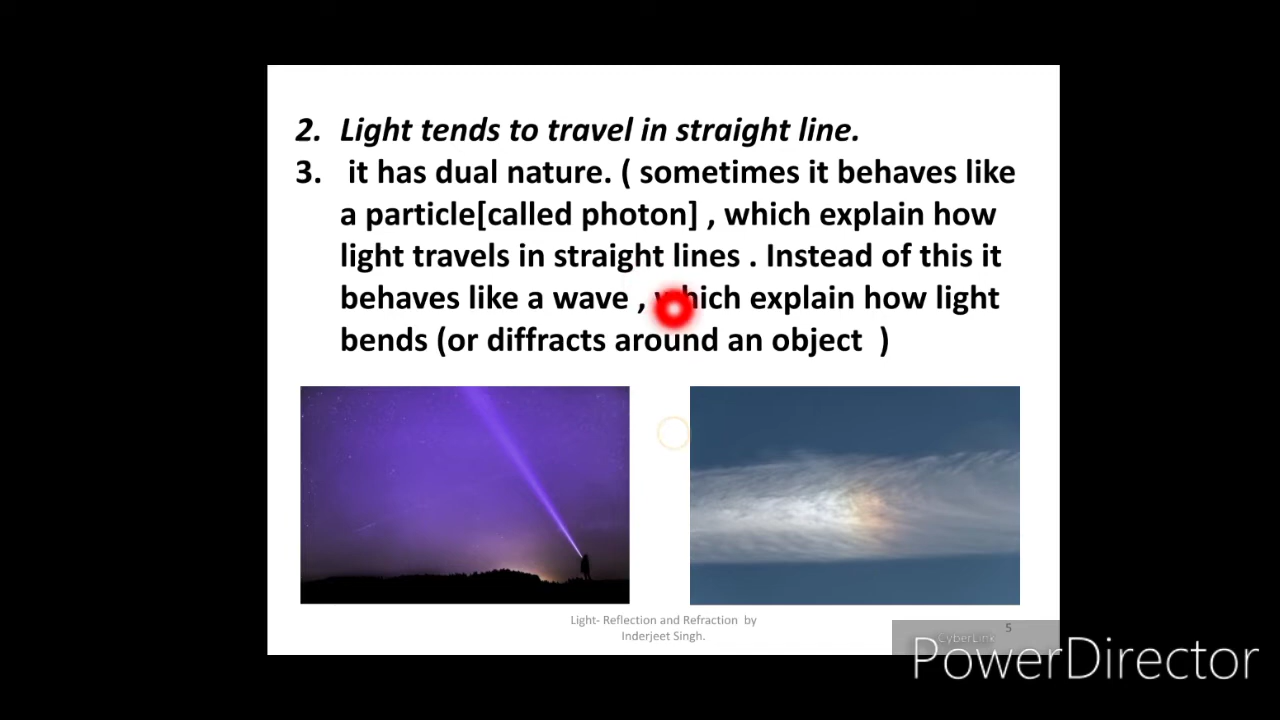 2. Light tends to travel in straight line.
3. it has dual nature. ( sometimes it behaves like
a particle[called photon] , which explain how
light travels in straight lines . Instead of this it
behaves like a wave , which explain how light
bends (or diffracts around an object )
Light- Reflection and Refraction by
Inderjeet Singh.
5
CyberLink
PowerDirector